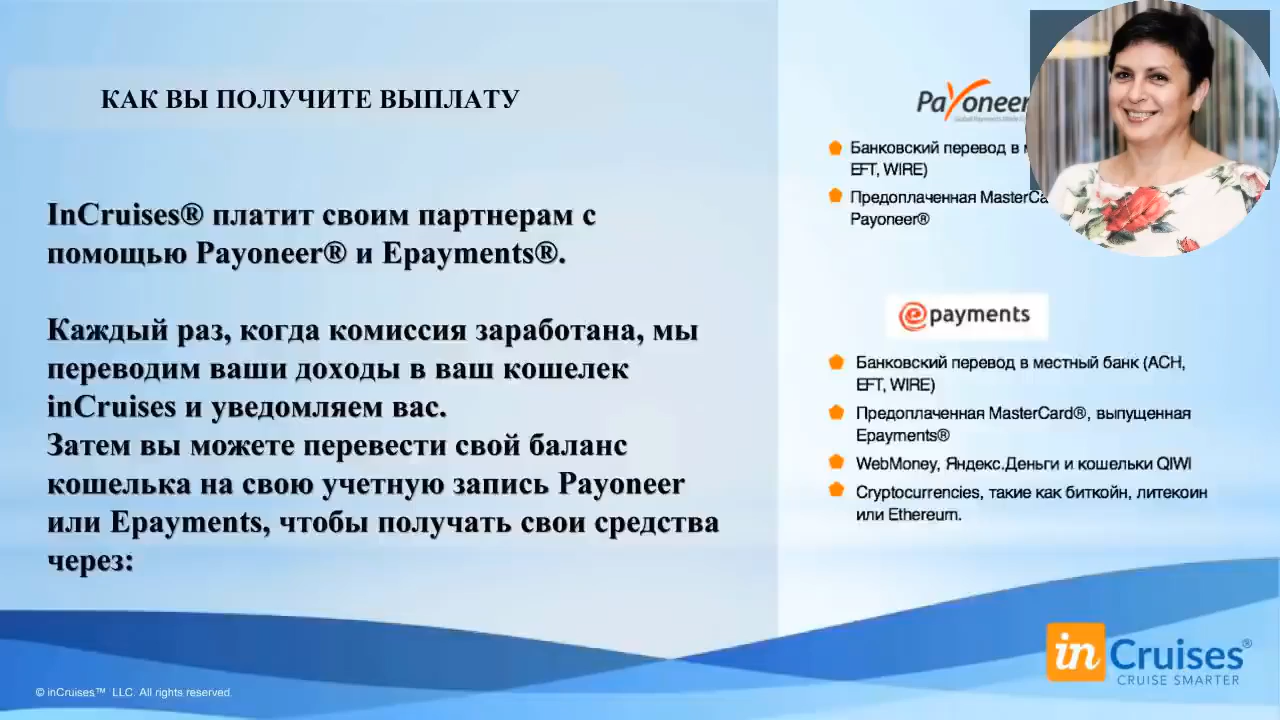 КАК ВЫ ПОЛУЧИТЕ ВЫПЛАТУ
InCruises® платит своим партнерам с
помощью Payoneer® и Epayments®.
Каждый раз, когда комиссия заработана, мы
переводим ваши доходы в ваш кошелек
inCruises и уведомляем вас.
Затем вы можете перевести свой баланс
кошелька на свою учетную запись Payoneer
или Epayments, чтобы получать свои средства
через:
Payoneer
Банковский перевод в
EFT, WIRE)
Предоплаченная
Payoneer®
payments
Банковский перевод в местный банк (ACH,
EFT, WIRE)
Предоплаченная MasterCard®, выпущенная
Epayments®
WebMoney, Яндекс.Деньги и кошельки QIWI
Cryptocurrencies, такие как биткойн, литекоин
или Ethereum.
in Cruises®
CRUISE SMARTER
© inCruises™ LLC. All rights reserved.